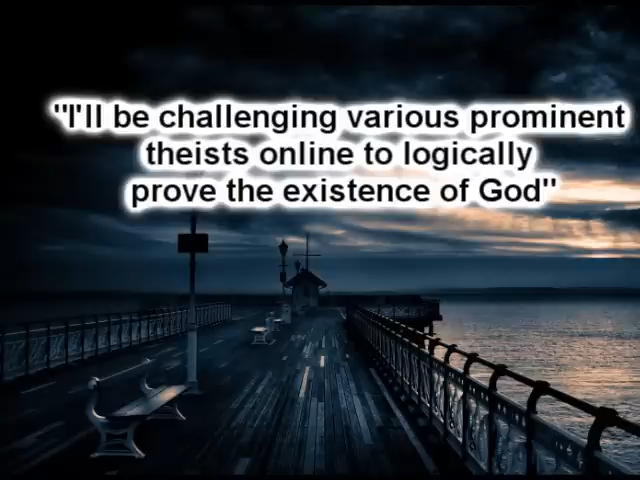 "I'll be challenging various prominent
theists online to logically
prove the existence of God"